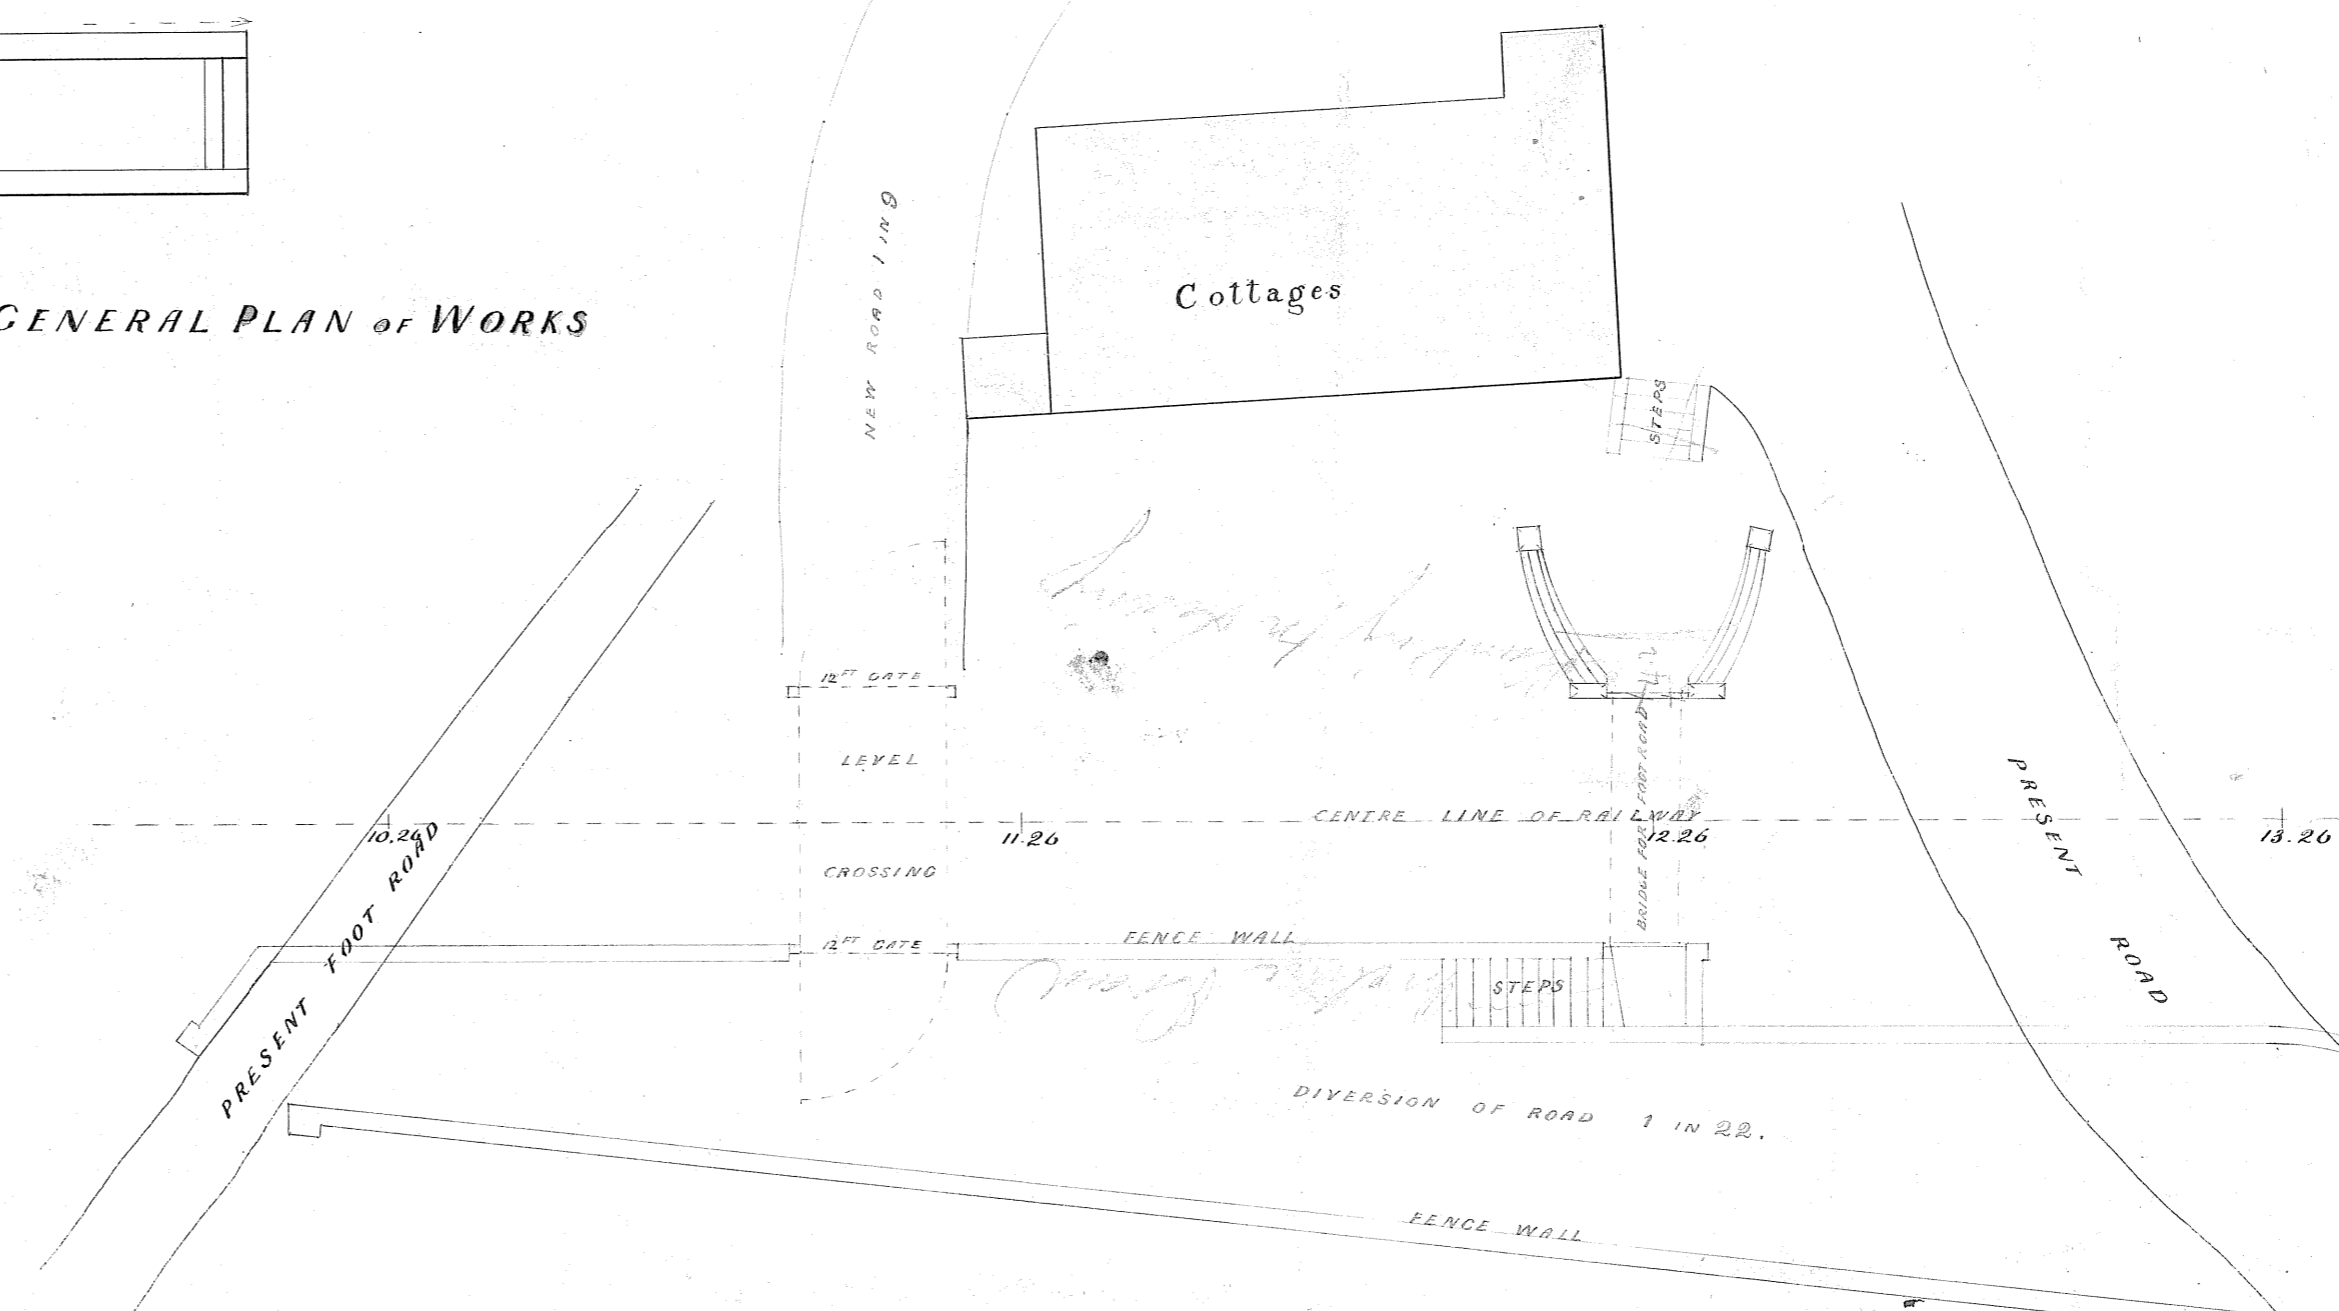 GENERAL PLAN OF WORKS
NEW ROAD 1 IN 9
Cottages
STEPS
12FT GATE
LEVEL
CROSSING
12FT GATE
BRIDGE FOR FOOT ROAD
CENTRE LINE OF RAILWAY
10.26
11.26
12.26
13.26
PRESENT FOOT ROAD
PRESENT ROAD
FENCE WALL
STEPS
DIVERSION OF ROAD 1 IN 22.
FENCE WALL